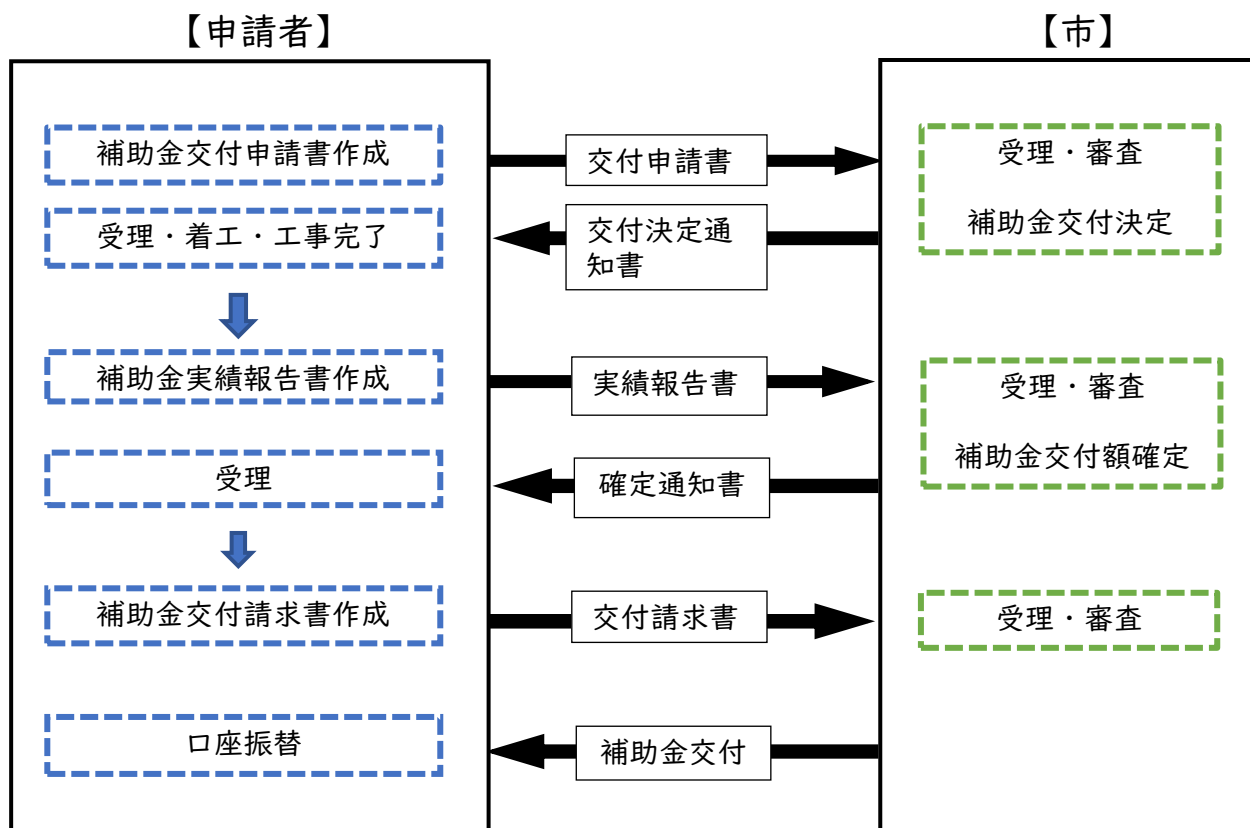 【申請者】
【市】
補助金交付申請書作成
交付申請書
受理・審査
受理・着工・工事完了
交付決定通
知書
補助金交付決定
補助金実績報告書作成
実績報告書
受理・審査
受理
確定通知書
補助金交付額確定
補助金交付請求書作成
交付請求書
受理・審査
口座振替
補助金交付